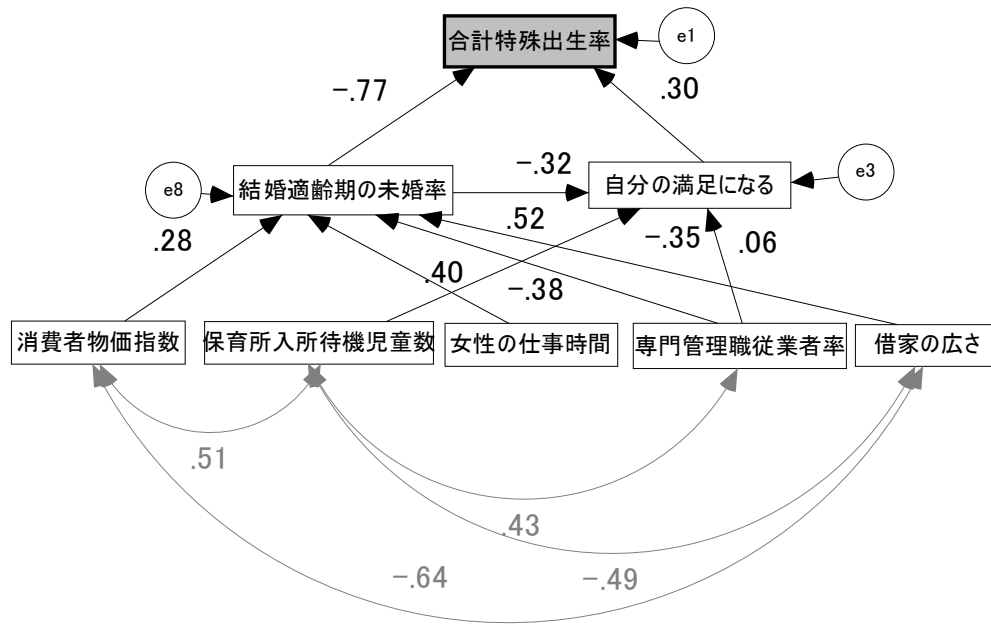 合計特殊出生率
e1
-.77
.30
e8
結婚適齢期の未婚率
-.32
自分の満足になる
e3
.28
.52
-.35
.06
.40
-.38
消費者物価指数
保育所入所待機児童数
女性の仕事時間
専門管理職従業者率
借家の広さ
.51
.43
-.64
-.49